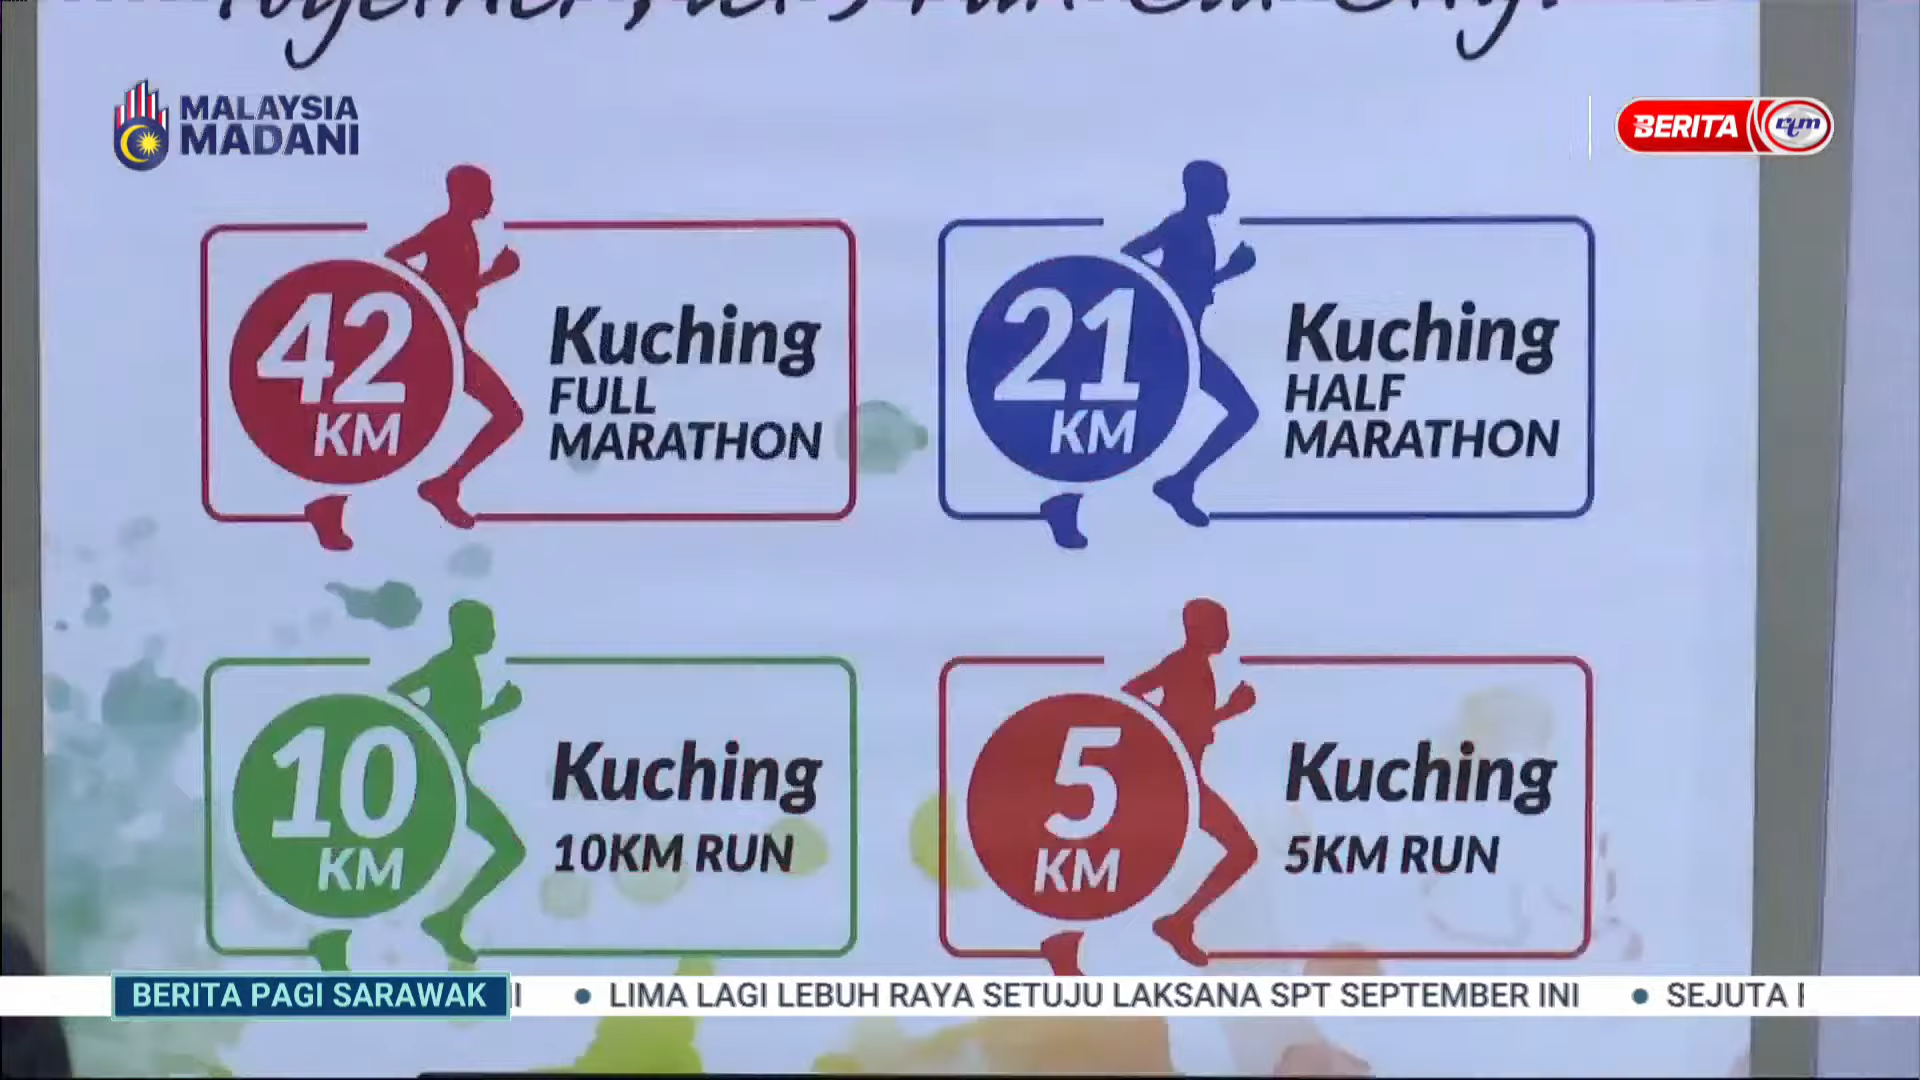 MALAYSIA
MADANI
BERITA rtm
42
KM
Kuching
FULL
MARATHON
21
KM
Kuching
HALF
MARATHON
10
KM
Kuching
10KM RUN
5
KM
Kuching
5KM RUN
BERITA PAGI SARAWAK
• LIMA LAGI LEBUH RAYA SETUJU LAKSANA SPT SEPTEMBER INI • SEJUTA